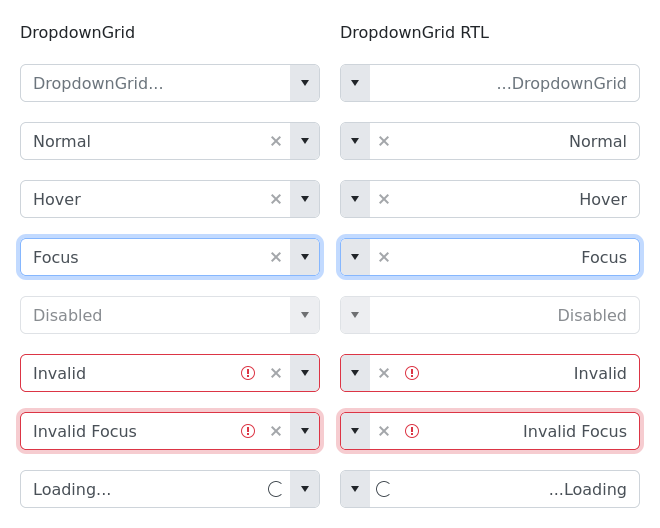 DropdownGrid
DropdownGrid RTL
DropdownGrid...
...DropdownGrid
Normal
Normal
Hover
Hover
Focus
Focus
Disabled
Disabled
Invalid
Invalid
Invalid Focus
Invalid Focus
Loading...
...Loading